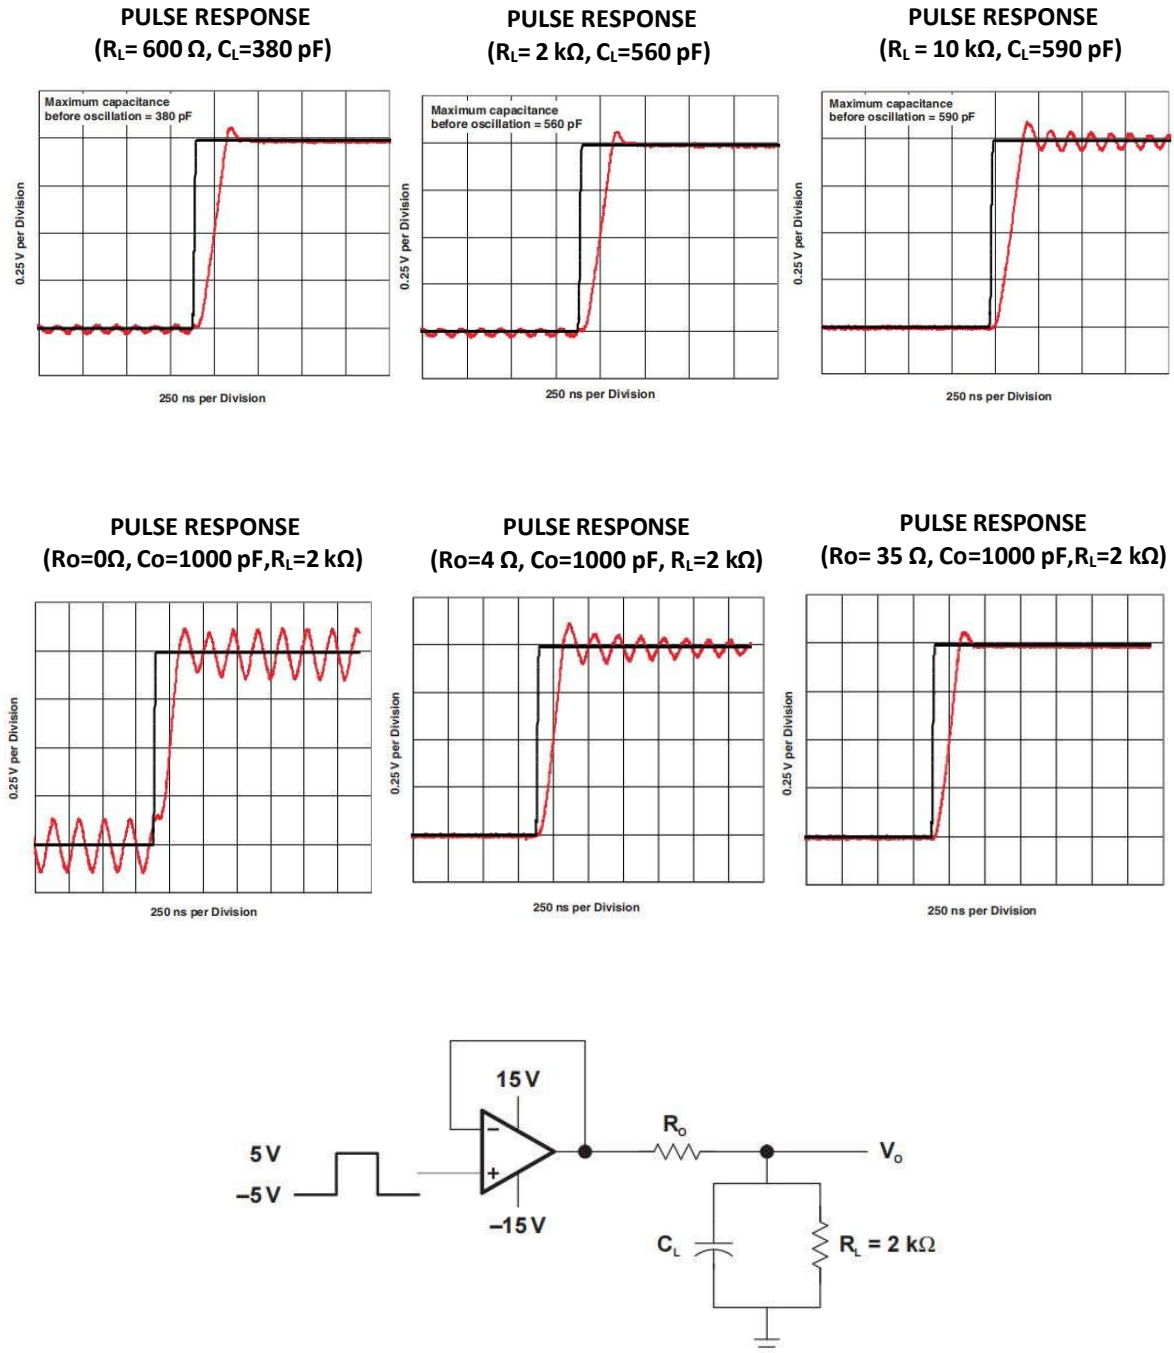 PULSE RESPONSE
(RL= 600 Ω, CL=380 pF)
Maximum capacitance
before oscillation = 380 pF
0.25 V per Division
250 ns per Division
PULSE RESPONSE
(RL= 2 kΩ, CL=560 pF)
Maximum capacitance
before oscillation = 560 pF
0.25 V per Division
250 ns per Division
PULSE RESPONSE
(RL = 10 kΩ, CL=590 pF)
Maximum capacitance
before oscillation = 590 pF
0.25 V per Division
250 ns per Division
PULSE RESPONSE
(Ro=0Ω, Co=1000 pF,RL=2 kΩ)
0.25 V per Division
250 ns per Division
PULSE RESPONSE
(Ro=4 Ω, Co=1000 pF, RL=2 kΩ)
0.25 V per Division
250 ns per Division
PULSE RESPONSE
(Ro= 35 Ω, Co=1000 pF,RL=2 kΩ)
0.25 V per Division
250 ns per Division
15 V
5 V
–5 V
−
+
–15 V
RO
VO
CL
RL = 2 kΩ